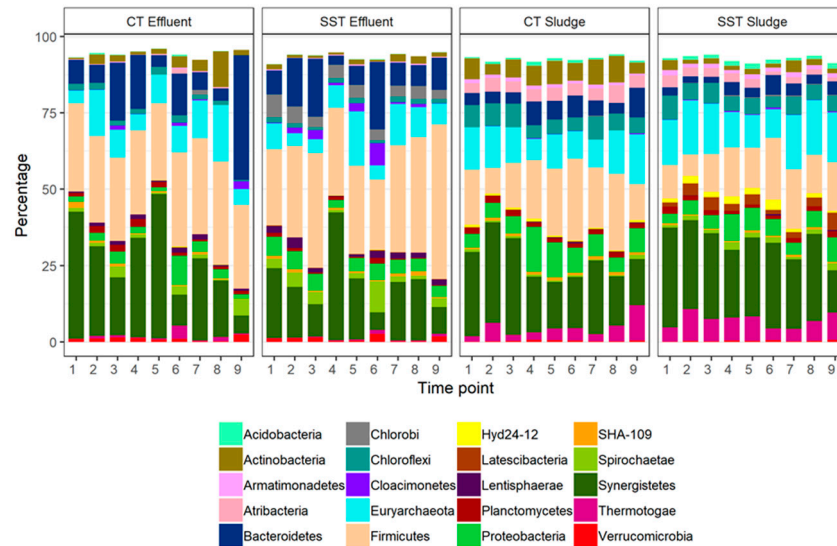 CT Effluent
SST Effluent
CT Sludge
SST Sludge
100
75
50
25
0
Percentage
1 2 3 4 5 6 7 8 9
1 2 3 4 5 6 7 8 9
1 2 3 4 5 6 7 8 9
1 2 3 4 5 6 7 8 9
Time point
Acidobacteria Chlorobi Hyd24-12 SHA-109
Actinobacteria Chloroflexi Latescibacteria Spirochaetae
Armatimonadetes Cloacimonetes Lentisphaerae Synergistetes
Atribacteria Euryarchaeota Planctomycetes Thermotogae
Bacteroidetes Firmicutes Proteobacteria Verrucomicrobia